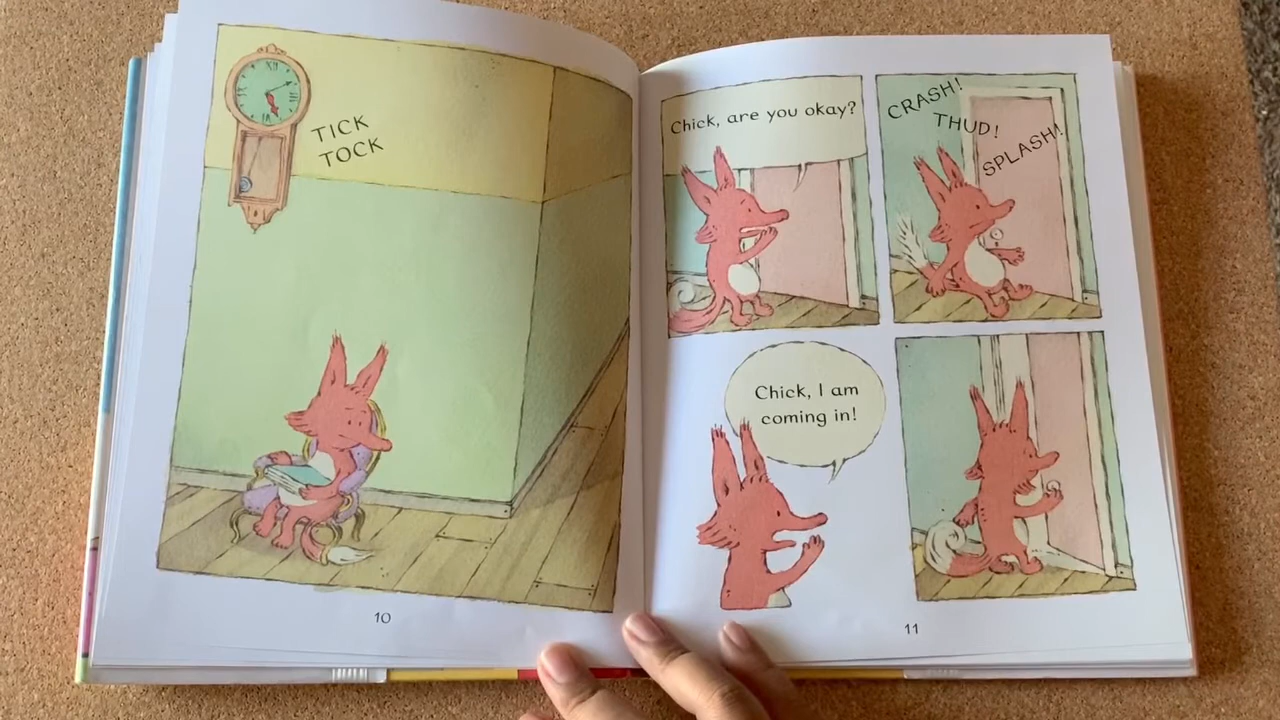 TICK
TOCK
10
Chick, are you okay?
CRASH!
THUD!
SPLASH!
Chick, I am
coming in!
11